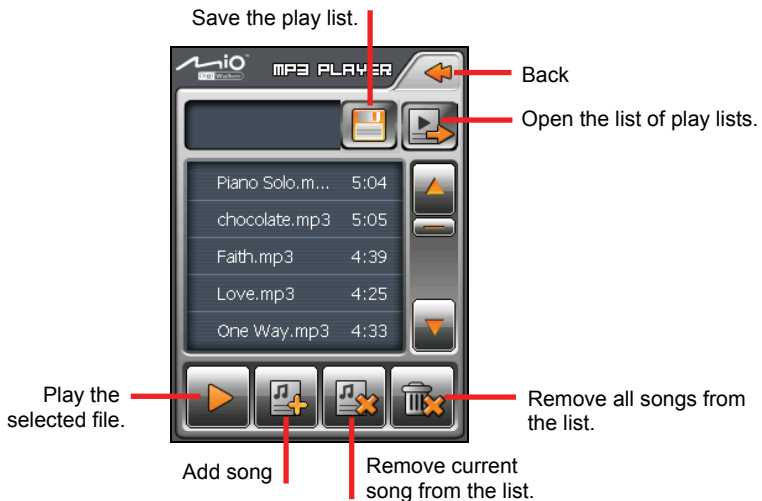 Save the play list.
Mio
DigiWalker
MP3 PLAYER
Back
Open the list of play lists.
Piano Solo.m... 5:04
chocolate.mp3 5:05
Faith.mp3 4:39
Love.mp3 4:25
One Way.mp3 4:33
Play the
selected file.
Add song
Remove current
song from the list.
Remove all songs from
the list.